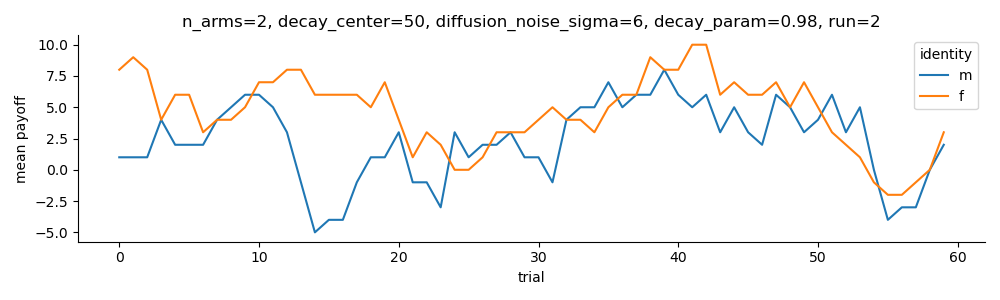 n_arms=2, decay_center=50, diffusion_noise_sigma=6, decay_param=0.98, run=2
10.0
7.5
5.0
2.5
0.0
−2.5
−5.0
mean payoff
identity
m
f
0 10 20 30 40 50 60
trial